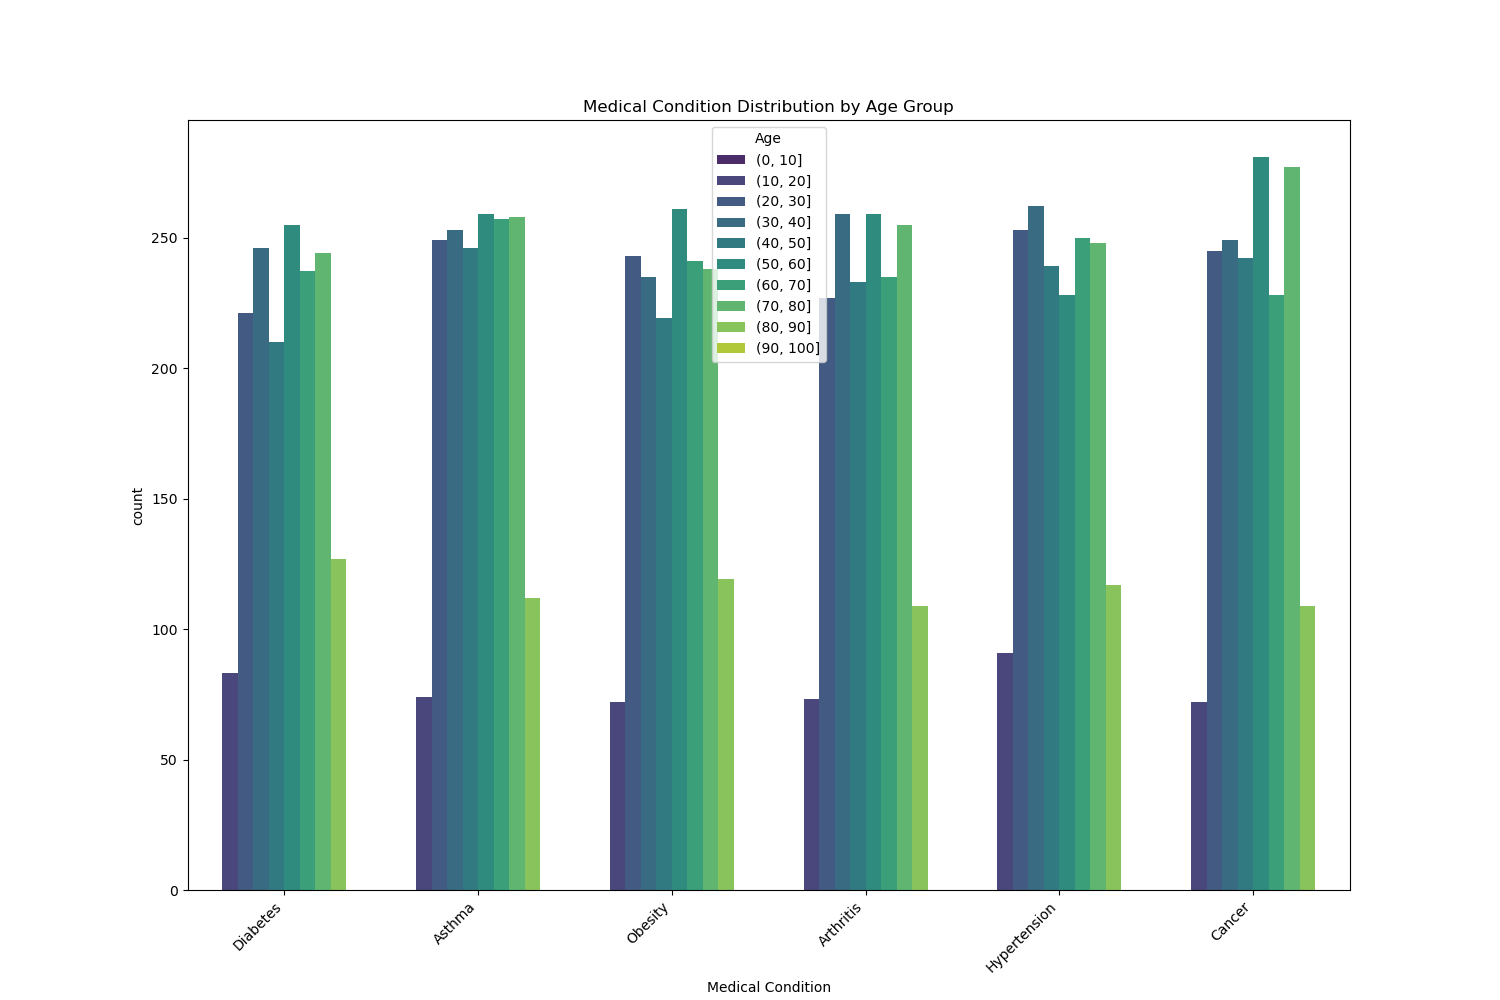 Medical Condition Distribution by Age Group
Age
(0, 10]
(10, 20]
(20, 30]
(30, 40]
(40, 50]
(50, 60]
(60, 70]
(70, 80]
(80, 90]
(90, 100]
count
250
200
150
100
50
0
Diabetes
Asthma
Obesity
Arthritis
Hypertension
Cancer
Medical Condition